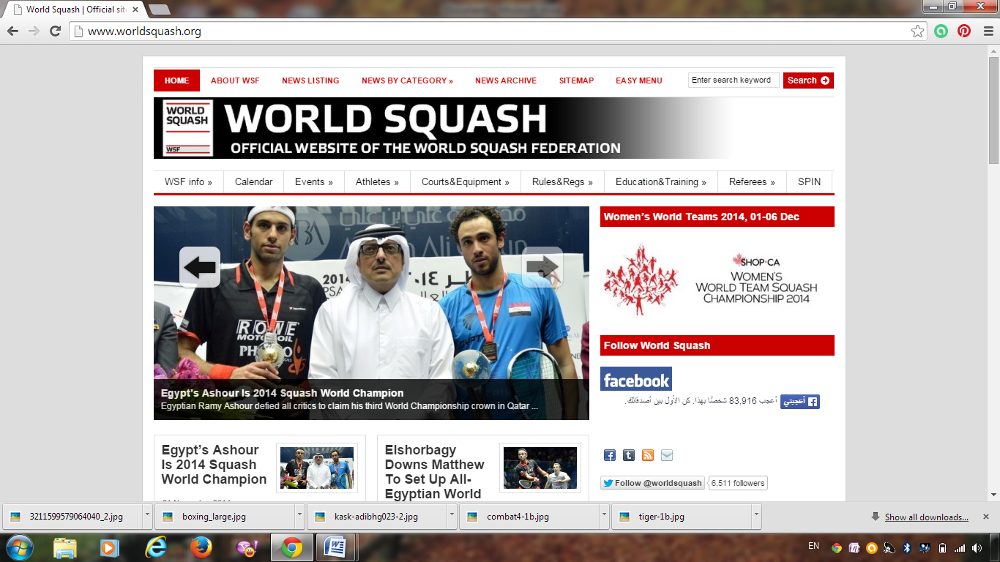 World Squash | Official site
www.worldsquash.org
HOME ABOUT WSF NEWS LISTING NEWS BY CATEGORY » NEWS ARCHIVE SITEMAP EASY MENU Enter search keyword Search
WORLD SQUASH
WSF
WORLD SQUASH
OFFICIAL WEBSITE OF THE WORLD SQUASH FEDERATION
WSF info » Calendar Events » Athletes » Courts&Equipment » Rules&Regs » Education&Training » Referees » SPIN
2014
PSA
ROWE
MOTOR OIL
EGYPT
Egypt's Ashour Is 2014 Squash World Champion
Egyptian Ramy Ashour defied all critics to claim his third World Championship crown in Qatar ...
Women's World Teams 2014, 01-06 Dec
SHOP.CA
WOMEN'S
WORLD TEAM SQUASH
CHAMPIONSHIP 2014
Follow World Squash
facebook
أعجبني أعجب 83,916 شخصًا بهذا. كن الأول بين أصدقائك.
Follow @worldsquash 6,511 followers
Egypt's Ashour
Is 2014 Squash
World Champion
Elshorbagy
Downs Matthew
To Set Up All-
Egyptian World
3211599579064040_2.jpg boxing_large.jpg kask-adibhg023-2.jpg combat4-1b.jpg tiger-1b.jpg Show all downloads...
EN